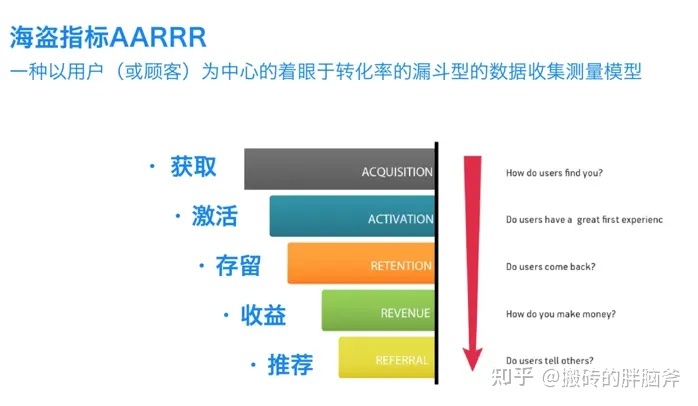 海盗指标AARRR
一种以用户（或顾客）为中心的着眼于转化率的漏斗型的数据收集测量模型
· 获取 ACQUISITION How do users find you?
· 激活 ACTIVATION Do users have a great first experienc
· 存留 RETENTION Do users come back?
· 收益 REVENUE How do you make money?
· 推荐 REFERRAL Do users tell others?
知乎 @搬砖的胖脑斧